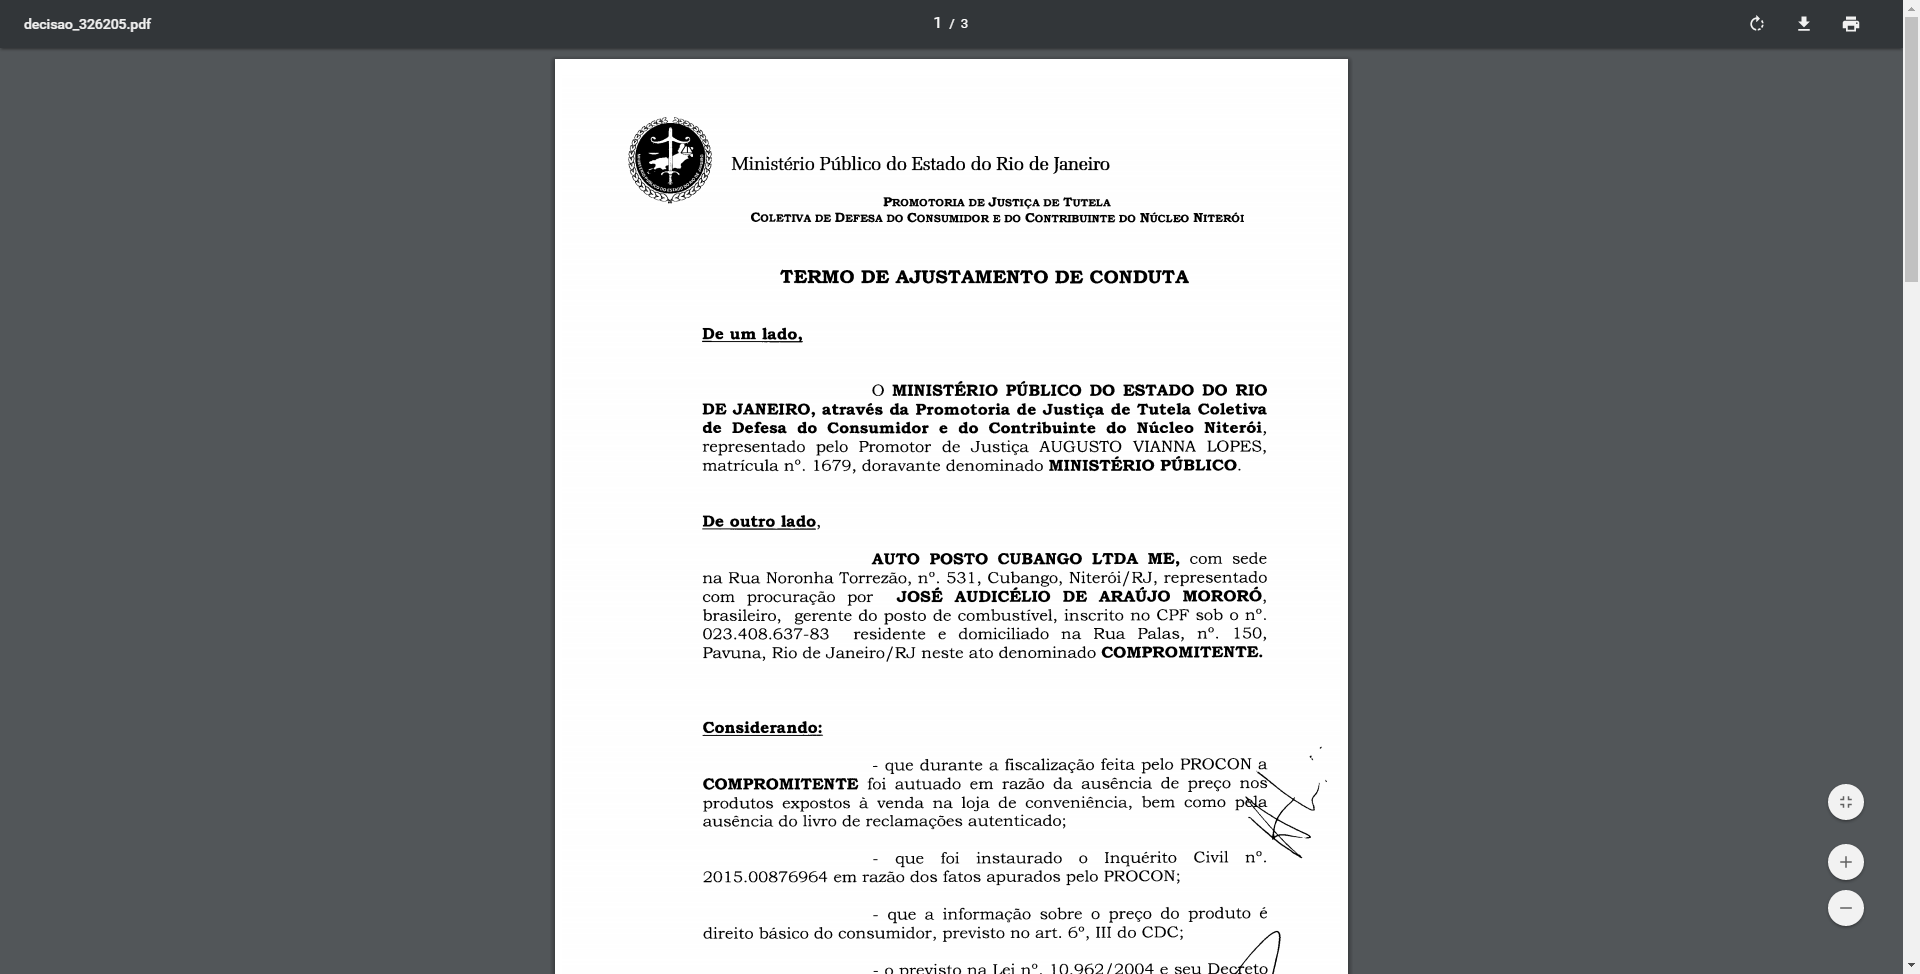 decisao_326205.pdf
1 / 3
Ministério Público do Estado do Rio de Janeiro
PROMOTORIA DE JUSTIÇA DE TUTELA
COLETIVA DE DEFESA DO CONSUMIDOR E DO CONTRIBUINTE DO NÚCLEO NITERÓI
TERMO DE AJUSTAMENTO DE CONDUTA
De um lado,
O MINISTÉRIO PÚBLICO DO ESTADO DO RIO
DE JANEIRO, através da Promotoria de Justiça de Tutela Coletiva
de Defesa do Consumidor e do Contribuinte do Núcleo Niterói,
representado pelo Promotor de Justiça AUGUSTO VIANNA LOPES,
matrícula nº. 1679, doravante denominado MINISTÉRIO PÚBLICO.
De outro lado,
AUTO POSTO CUBANGO LTDA ME, com sede
na Rua Noronha Torrezão, nº. 531, Cubango, Niterói/RJ, representado
com procuração por JOSÉ AUDICÉLIO DE ARAÚJO MORORÓ,
brasileiro, gerente do posto de combustível, inscrito no CPF sob o nº.
023.408.637-83 residente e domiciliado na Rua Palas, nº. 150,
Pavuna, Rio de Janeiro/RJ neste ato denominado COMPROMITENTE.
Considerando:
- que durante a fiscalização feita pelo PROCON a
COMPROMITENTE foi autuado em razão da ausência de preço nos
produtos expostos à venda na loja de conveniência, bem como pela
ausência do livro de reclamações autenticado;
- que foi instaurado o Inquérito Civil nº.
2015.00876964 em razão dos fatos apurados pelo PROCON;
- que a informação sobre o preço do produto é
direito básico do consumidor, previsto no art. 6º, III do CDC;
- o previsto na Lei nº. 10.962/2004 e seu Decreto